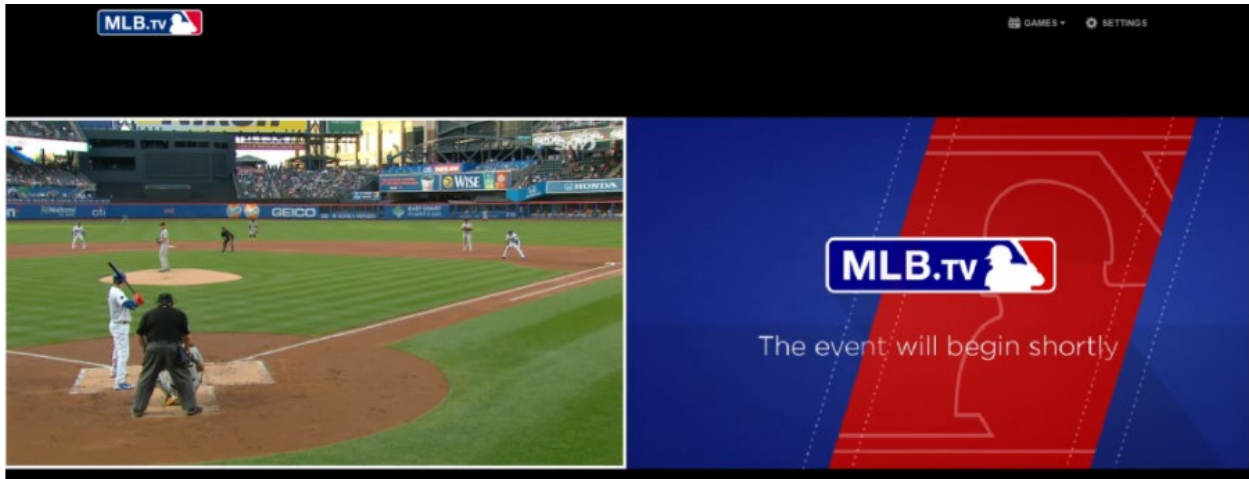 MLB.TV
GAMES
SETTINGS
WISE
HONDA
citi
GEICO
MLB.TV
The event will begin shortly